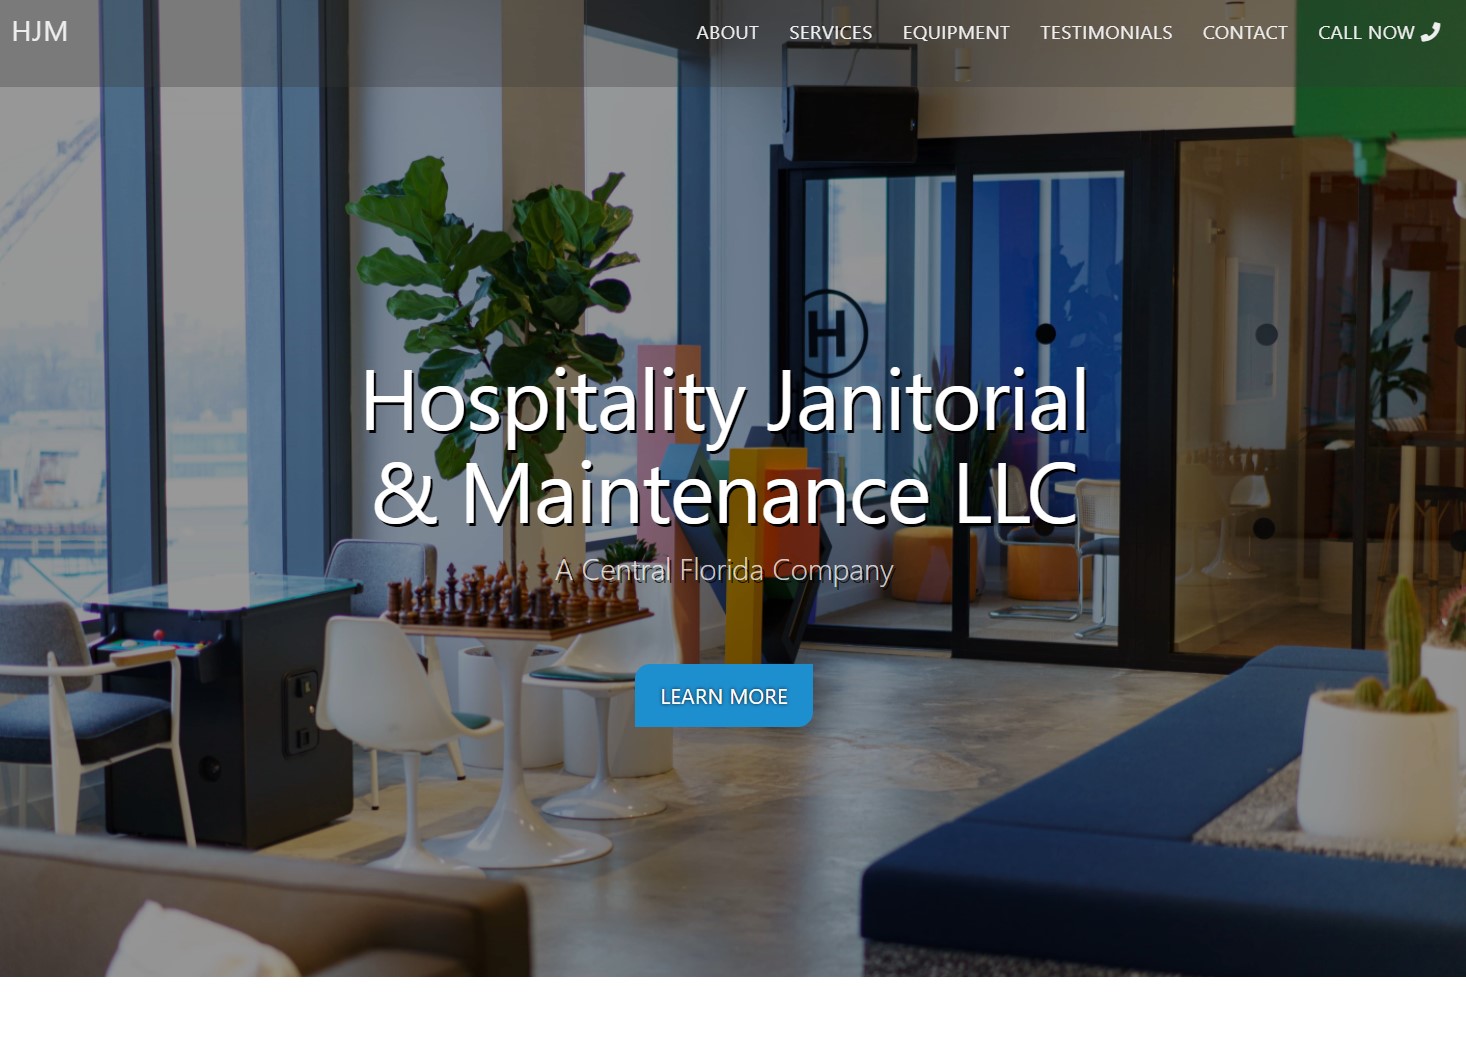 HJM
ABOUT SERVICES EQUIPMENT TESTIMONIALS CONTACT CALL NOW
H
Hospitality Janitorial
& Maintenance LLC
A Central Florida Company
LEARN MORE